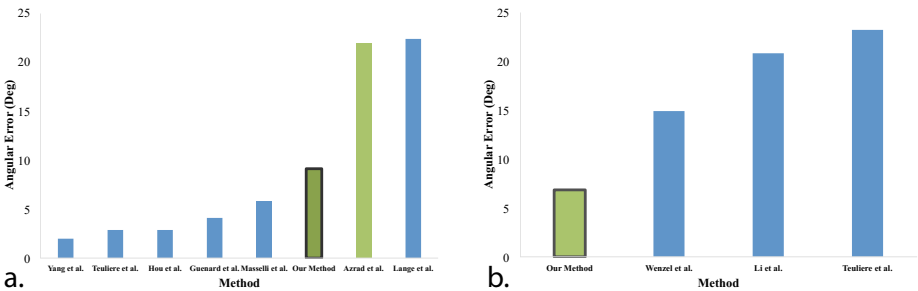 25
20
15
10
5
0
Angular Error (Deg)
Yang et al. Teuliere et al. Hou et al. Guenard et al. Masselli et al. Our Method Azrad et al. Lange et al.
Method
a.
25
20
15
10
5
0
Angular Error (Deg)
Our Method Wenzel et al. Li et al. Teuliere et al.
Method
b.